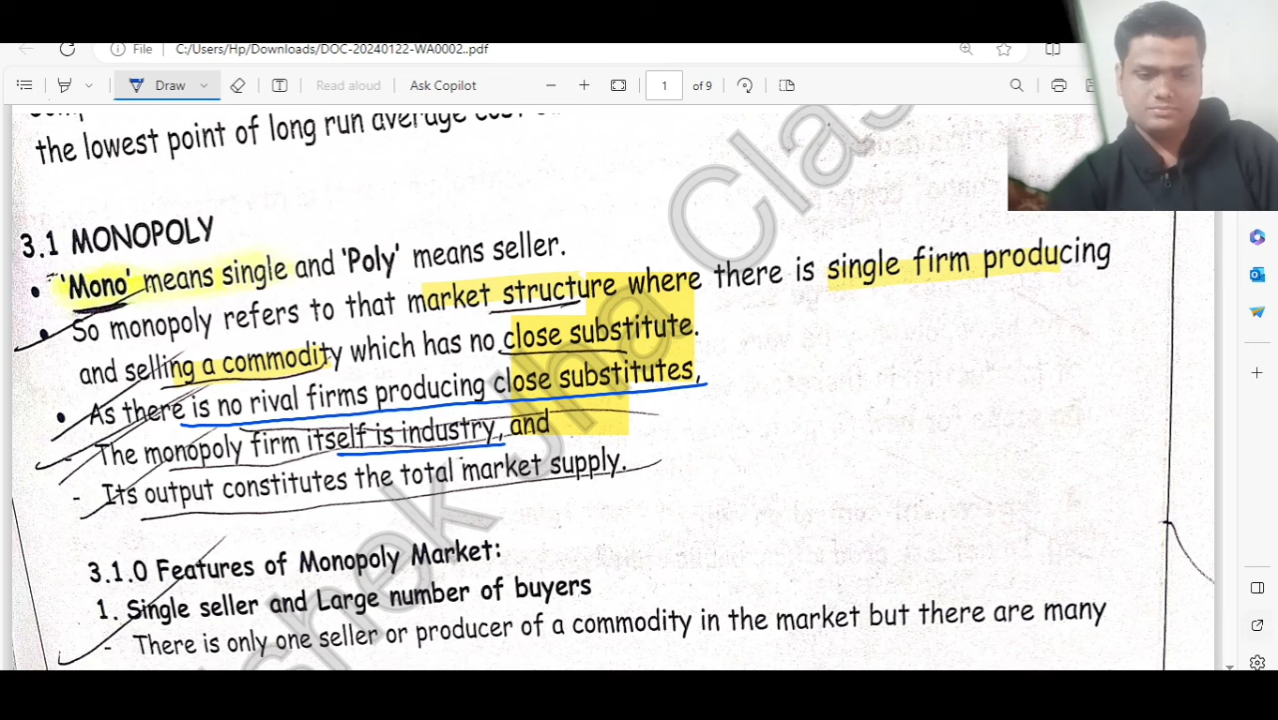 File C:/Users/Hp/Downloads/DOC-20240122-WA0002..pdf
Draw Read aloud Ask Copilot 1 of 9
the lowest point of long run average
3.1 MONOPOLY
• 'Mono' means single and 'Poly' means seller.
• So monopoly refers to that market structure where there is single firm producing
and selling a commodity which has no close substitute.
• As there is no rival firms producing close substitutes,
- The monopoly firm itself is industry, and
- Its output constitutes the total market supply.
3.1.0 Features of Monopoly Market:
1. Single seller and Large number of buyers
- There is only one seller or producer of a commodity in the market but there are many